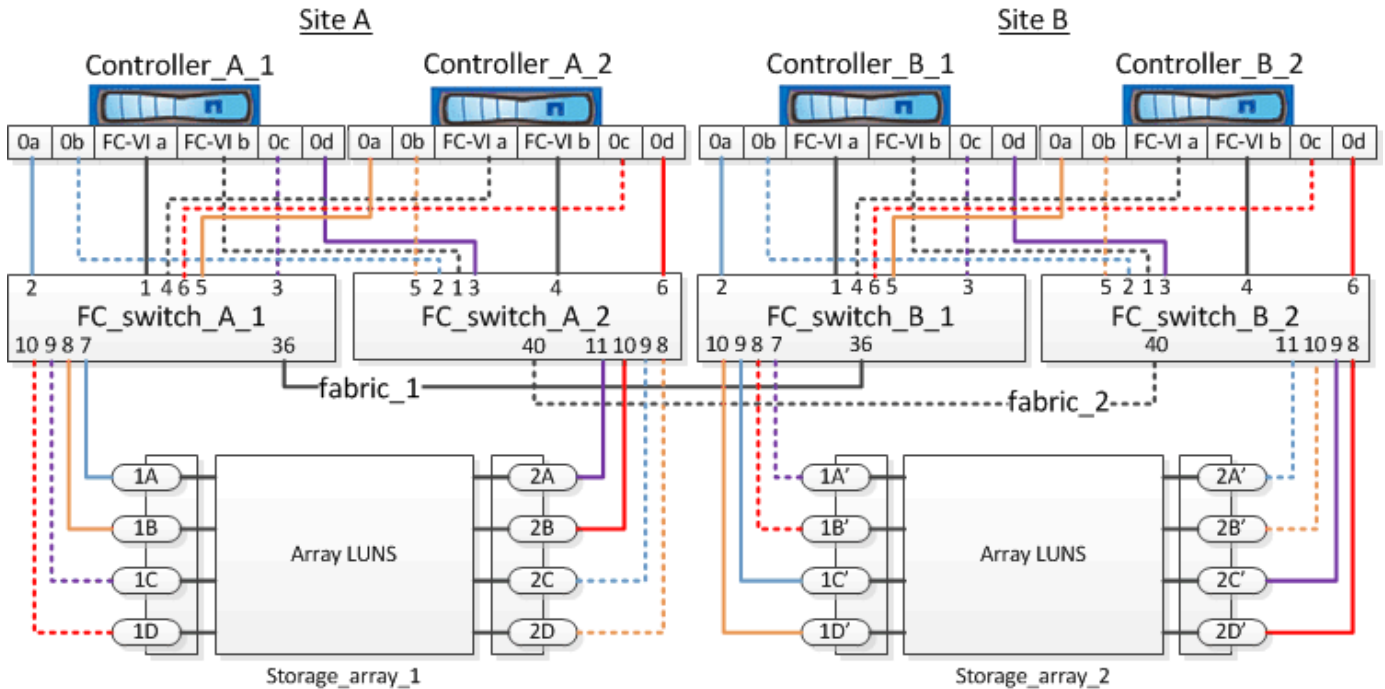 Site A Site B
Controller_A_1 Controller_A_2 Controller_B_1 Controller_B_2
0a 0b FC-VI a FC-VI b 0c 0d 0a 0b FC-VI a FC-VI b 0c 0d 0a 0b FC-VI a FC-VI b 0c 0d 0a 0b FC-VI a FC-VI b 0c 0d
2 1 4 6 5 3 5 2 1 3 4 6 2 1 4 6 5 3 5 2 1 3 4 6
FC_switch_A_1 FC_switch_A_2 FC_switch_B_1 FC_switch_B_2
10 9 8 7 36 40 11 10 9 8 10 9 8 7 36 40 11 10 9 8
fabric_1 fabric_2
1A 2A 1A’ 2A’
1B 2B 1B’ 2B’
Array LUNS Array LUNS
1C 2C 1C’ 2C’
1D 2D 1D’ 2D’
Storage_array_1 Storage_array_2